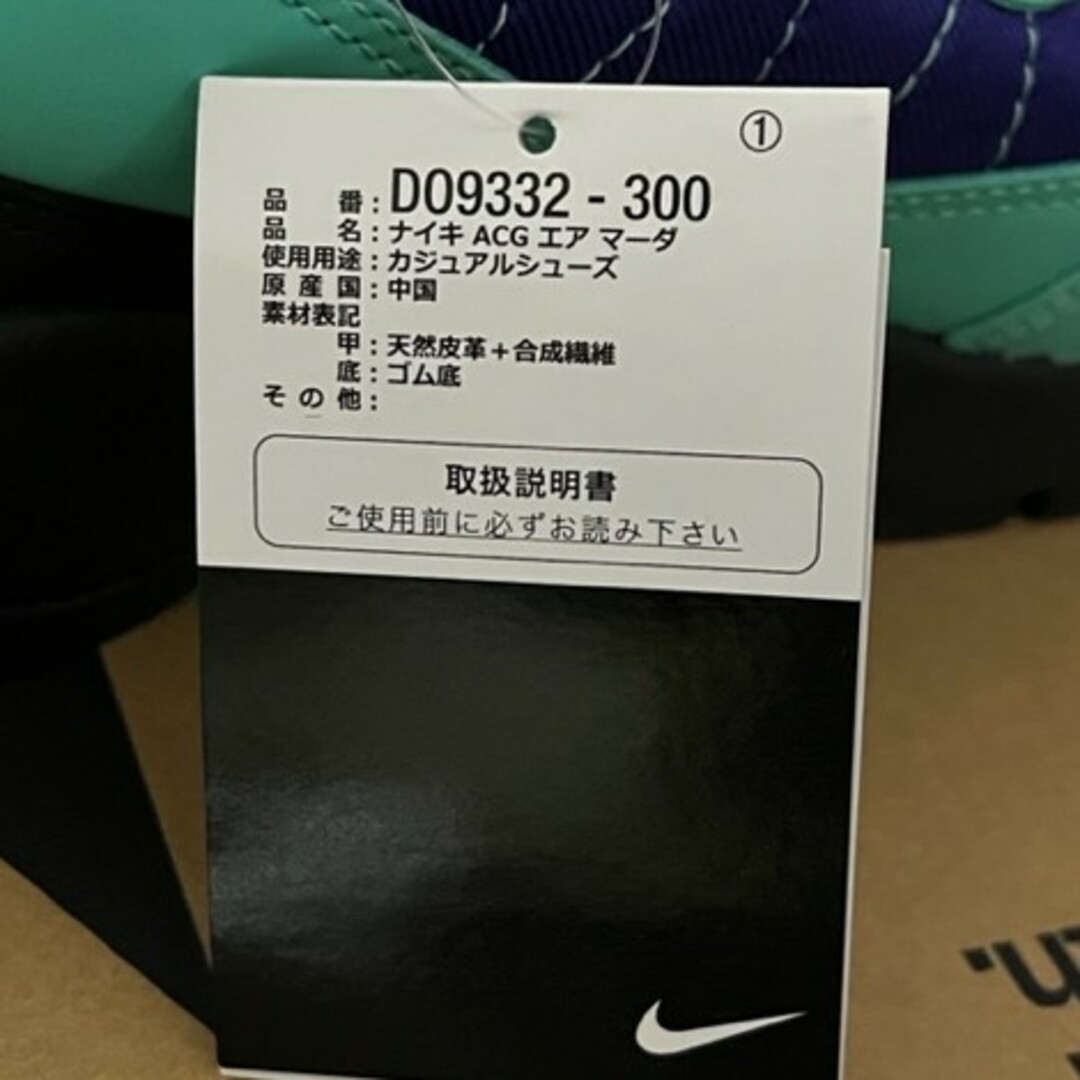 ①
品番：DO9332 - 300
品名：ナイキ ACG エア マーダ
使用用途：カジュアルシューズ
原産国：中国
素材表記
甲：天然皮革＋合成繊維
底：ゴム底
その他：
取扱説明書
ご使用前に必ずお読み下さい